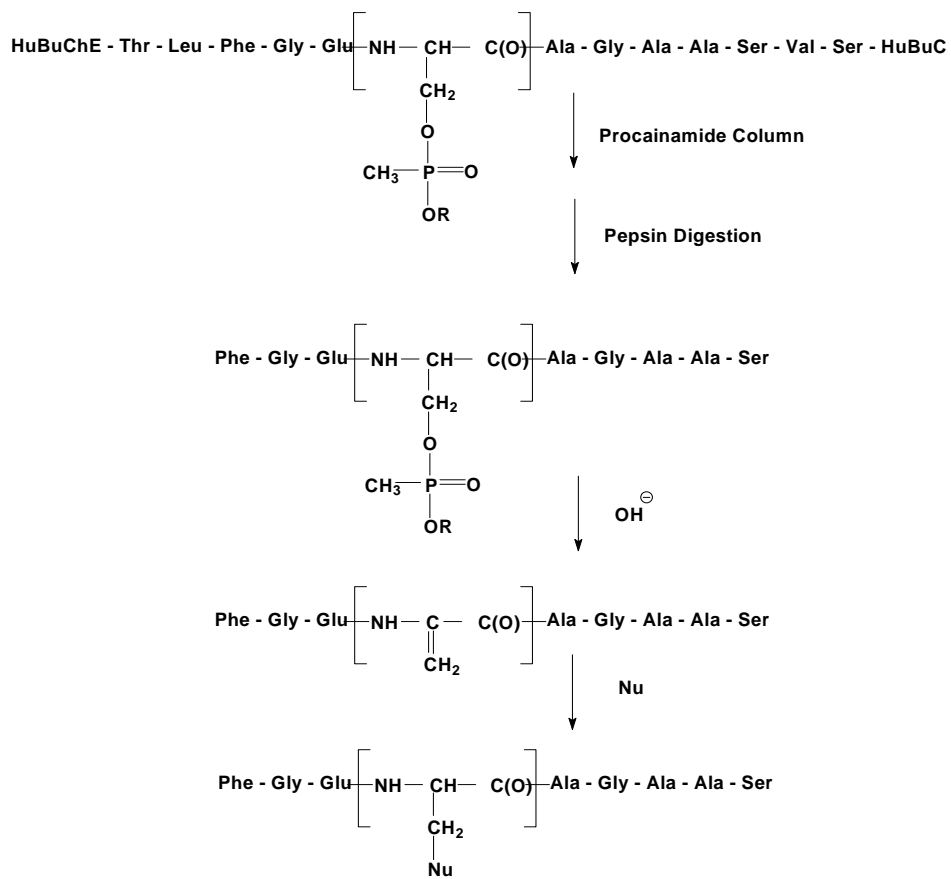 HuBuChE - Thr - Leu - Phe - Gly - Glu NH CH C(O) Ala - Gly - Ala - Ala - Ser - Val - Ser - HuBuC
CH2
O
CH3 P O
OR
Procainamide Column
Pepsin Digestion
Phe - Gly - Glu NH CH C(O) Ala - Gly - Ala - Ala - Ser
CH2
O
CH3 P O
OR
OH ⊖
Phe - Gly - Glu NH C C(O) Ala - Gly - Ala - Ala - Ser
CH2
Nu
Phe - Gly - Glu NH CH C(O) Ala - Gly - Ala - Ala - Ser
CH2
Nu